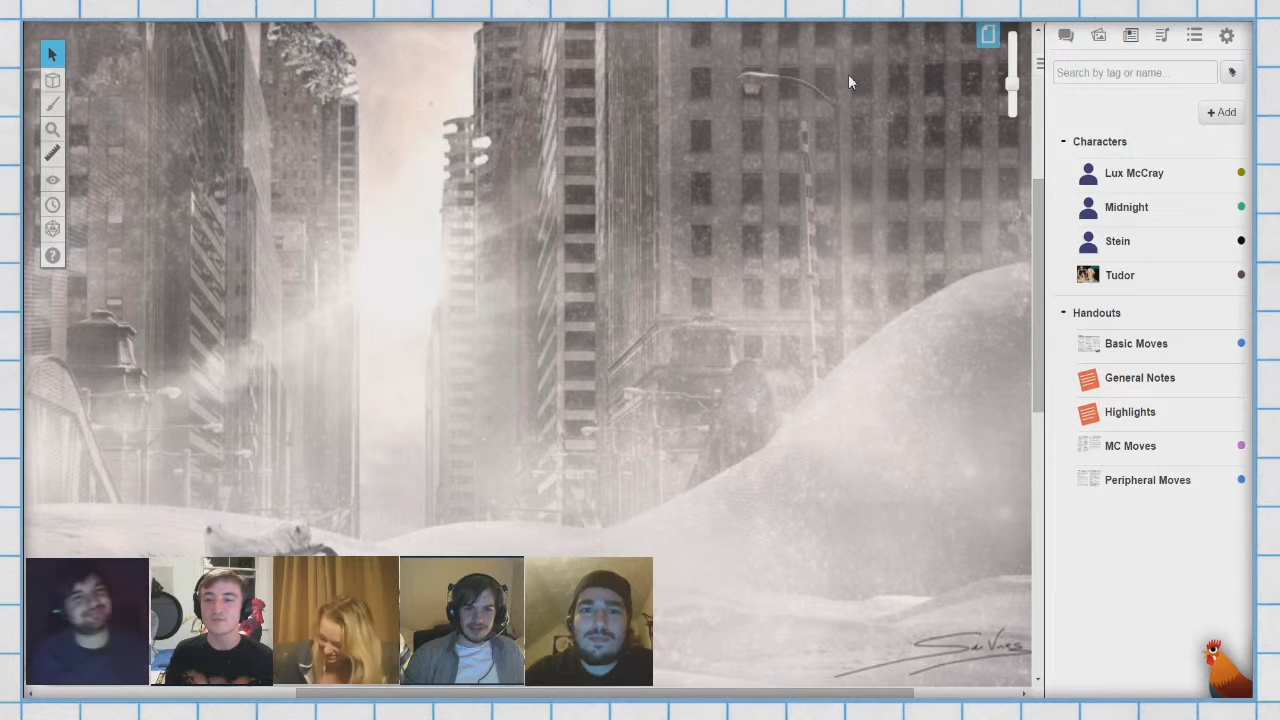 Search by tag or name...
+ Add
- Characters
Lux McCray
Midnight
Stein
Tudor
- Handouts
Basic Moves
General Notes
Highlights
MC Moves
Peripheral Moves